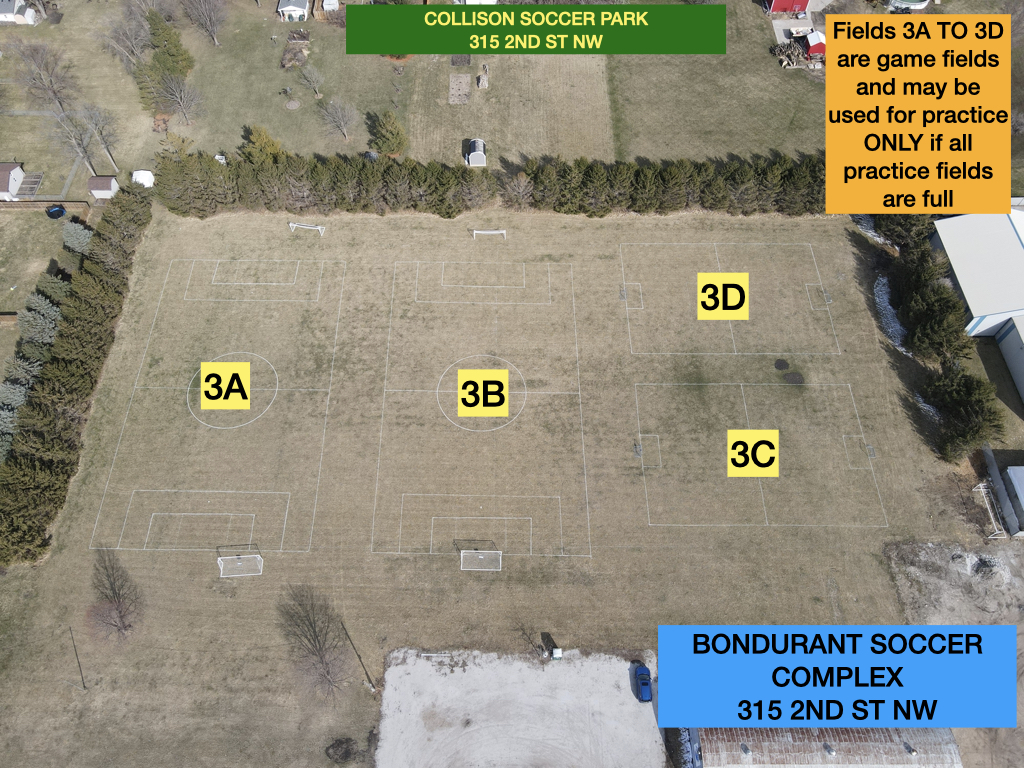 COLLISON SOCCER PARK
315 2ND ST NW
Fields 3A TO 3D
are game fields
and may be
used for practice
ONLY if all
practice fields
are full
3D
3A
3B
3C
BONDURANT SOCCER
COMPLEX
315 2ND ST NW